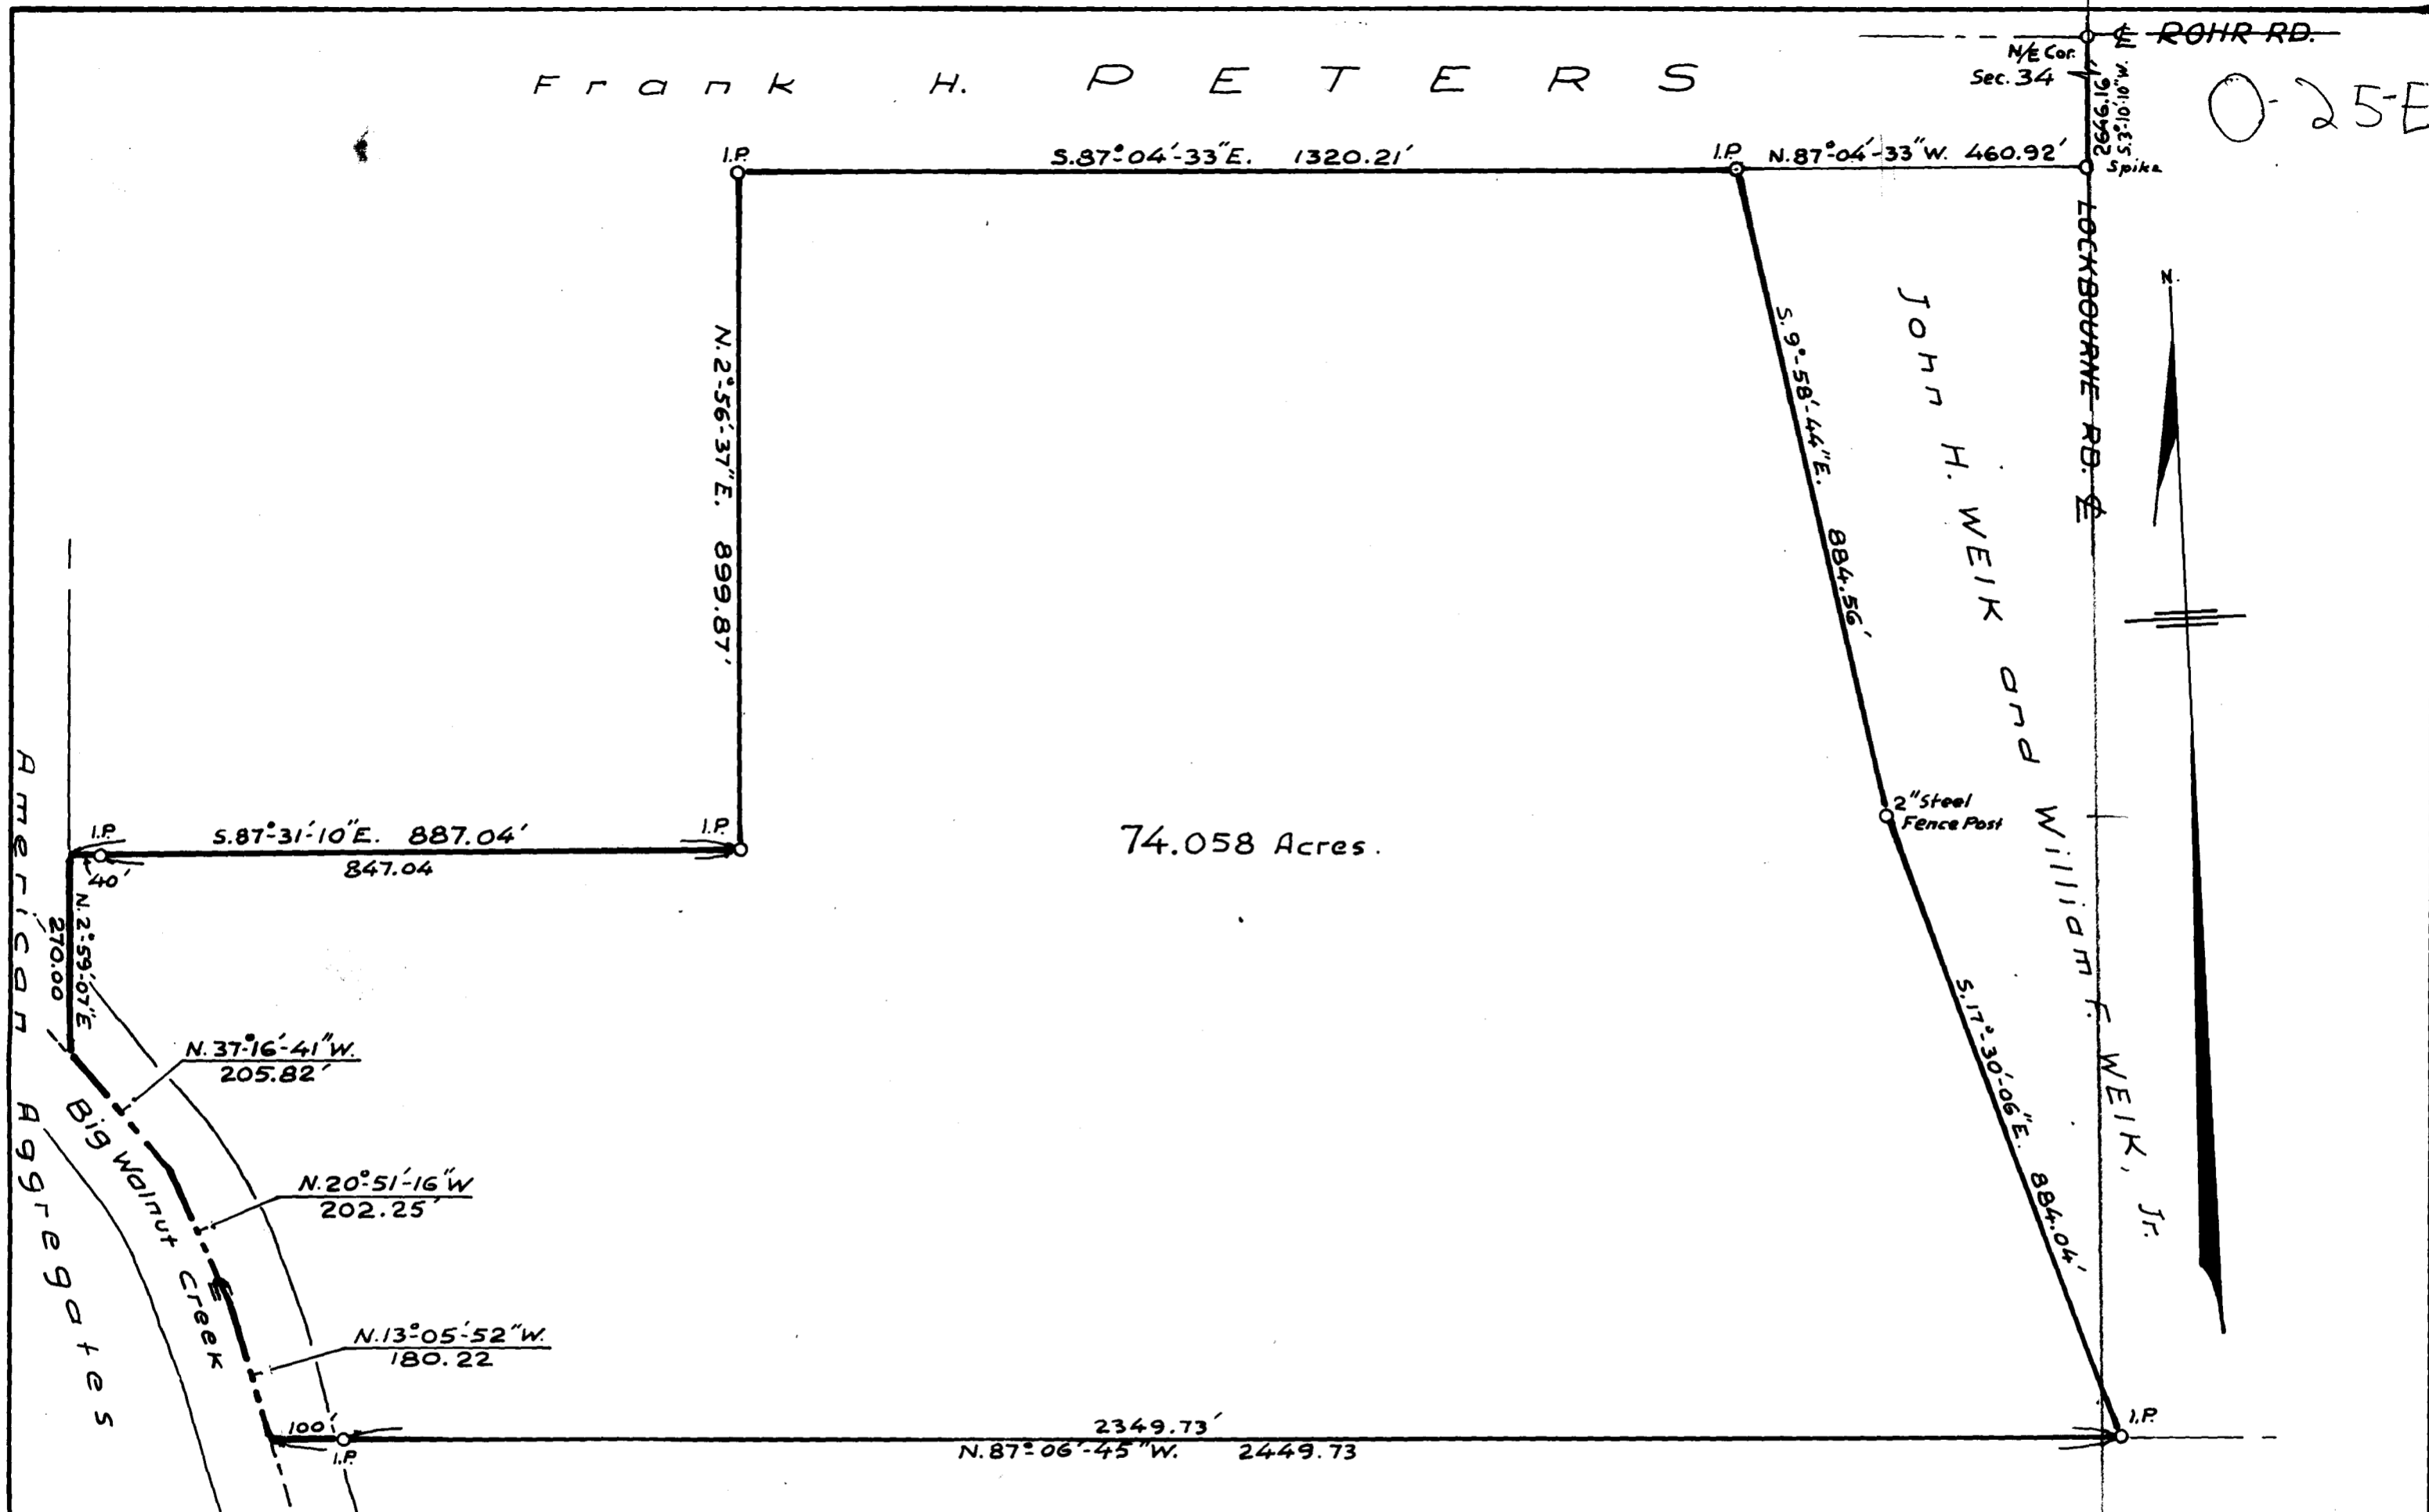 ℄ ROHR RD.
N/E Cor.
Sec. 34
2646.16
S.3°-10'-10"W.
O-25-E
Frank H. PETERS
I.P.
S.87°-04'-33"E. 1320.21'
I.P.
N.87°-04'-33"W. 460.92'
Spike
LOCKBOURNE RD. ℄
N.
N.2°-56'-37"E. 899.87'
S.9°-58'-44"E. 884.56'
John H. WEIK and William F. WEIK, Jr.
2" Steel
Fence Post
I.P.
S.87°-31'-10"E. 887.04'
I.P.
40'
847.04
74.058 Acres.
N.2°-59'-07"E
270.00
American Aggregates
N.37°-16'-41"W.
205.82'
Big Walnut Creek
℄
N.20°-51'-16"W
202.25'
S.17°-30'-06"E. 884.04'
N.13°-05'-52"W.
180.22
100'
I.P.
2349.73'
N.87°-06'-45"W. 2449.73
I.P.